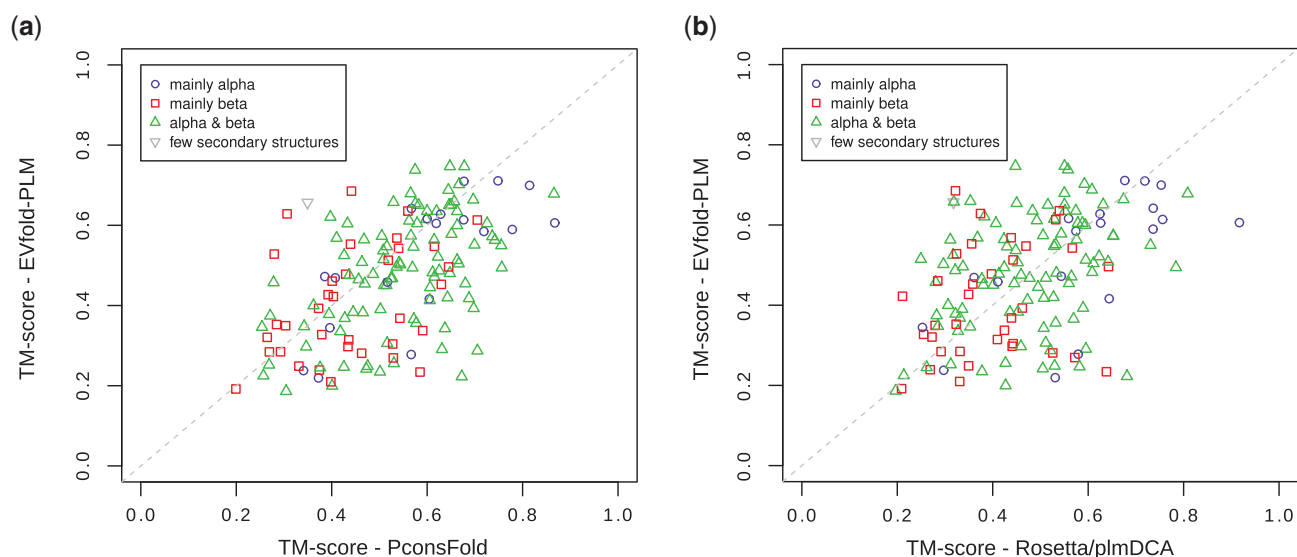 (a)
mainly alpha
mainly beta
alpha & beta
few secondary structures
TM-score - EVfold-PLM
1.0
0.8
0.6
0.4
0.2
0.0
0.0 0.2 0.4 0.6 0.8 1.0
TM-score - PconsFold
(b)
mainly alpha
mainly beta
alpha & beta
few secondary structures
TM-score - EVfold-PLM
1.0
0.8
0.6
0.4
0.2
0.0
0.0 0.2 0.4 0.6 0.8 1.0
TM-score - Rosetta/plmDCA